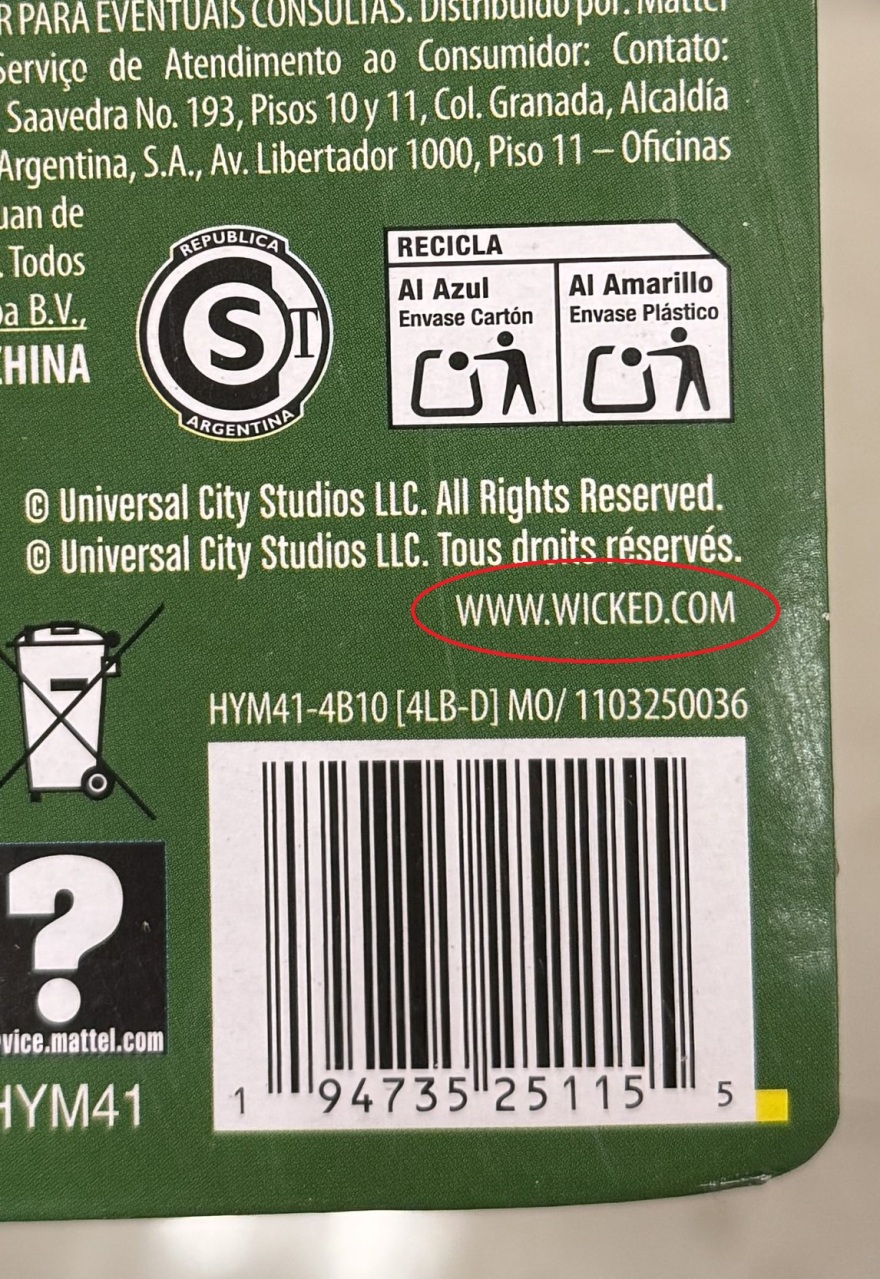 R PARA EVENTUAIS CONSULTAS. Distribuido por: Mattel
Serviço de Atendimento ao Consumidor: Contato:
Saavedra No. 193, Pisos 10 y 11, Col. Granada, Alcaldía
Argentina, S.A., Av. Libertador 1000, Piso 11 – Oficinas
uan de
. Todos
pa B.V.,
CHINA
REPUBLICA
S
T
ARGENTINA
RECICLA
Al Azul
Envase Cartón
Al Amarillo
Envase Plástico
© Universal City Studios LLC. All Rights Reserved.
© Universal City Studios LLC. Tous droits réservés.
WWW.WICKED.COM
HYM41-4B10 [4LB-D] MO/ 1103250036
?
vice.mattel.com
HYM41
1 94735 25115 5